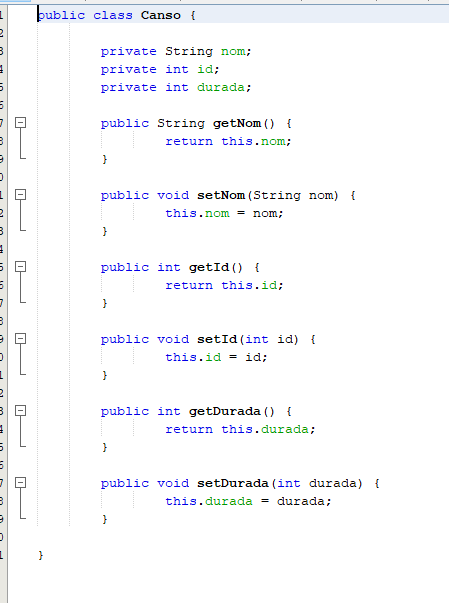 public class Canso {
private String nom;
private int id;
private int durada;
public String getNom() {
return this.nom;
}
public void setNom(String nom) {
this.nom = nom;
}
public int getId() {
return this.id;
}
public void setId(int id) {
this.id = id;
}
public int getDurada() {
return this.durada;
}
public void setDurada(int durada) {
this.durada = durada;
}
}